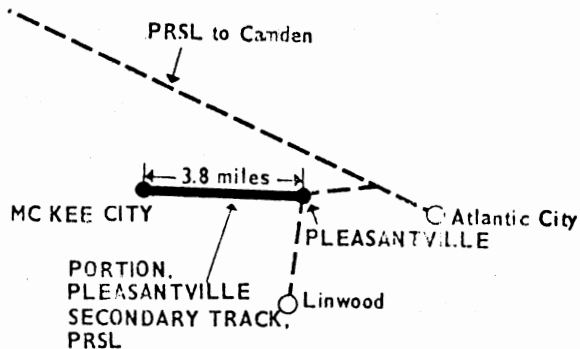 PRSL to Camden
3.8 miles
MC KEE CITY
Atlantic City
PLEASANTVILLE
PORTION,
PLEASANTVILLE
SECONDARY TRACK,
PRSL
Linwood